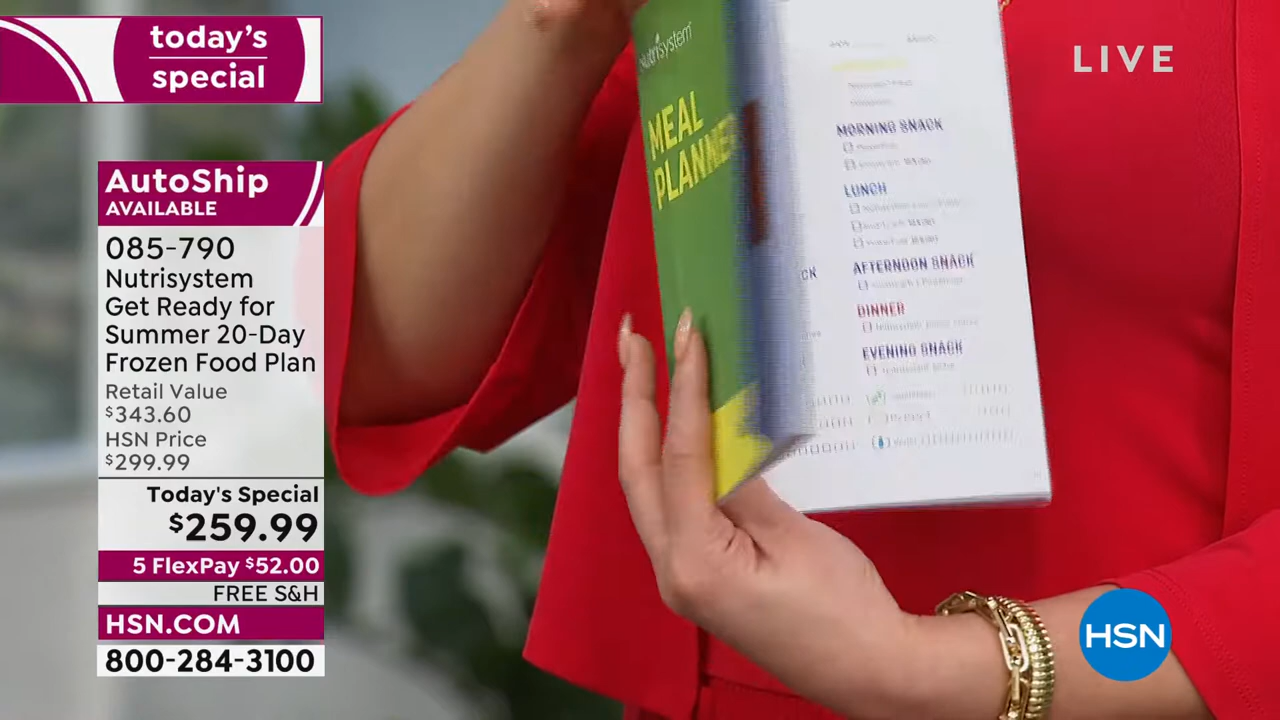 today's
special
LIVE
AutoShip
AVAILABLE
085-790
Nutrisystem
Get Ready for
Summer 20-Day
Frozen Food Plan
Retail Value
$343.60
HSN Price
$299.99
Today's Special
$259.99
5 FlexPay $52.00
FREE S&H
HSN.COM
800-284-3100
Nutrisystem
MEAL
PLANNER
MORNING SNACK
LUNCH
AFTERNOON SNACK
DINNER
EVENING SNACK
HSN